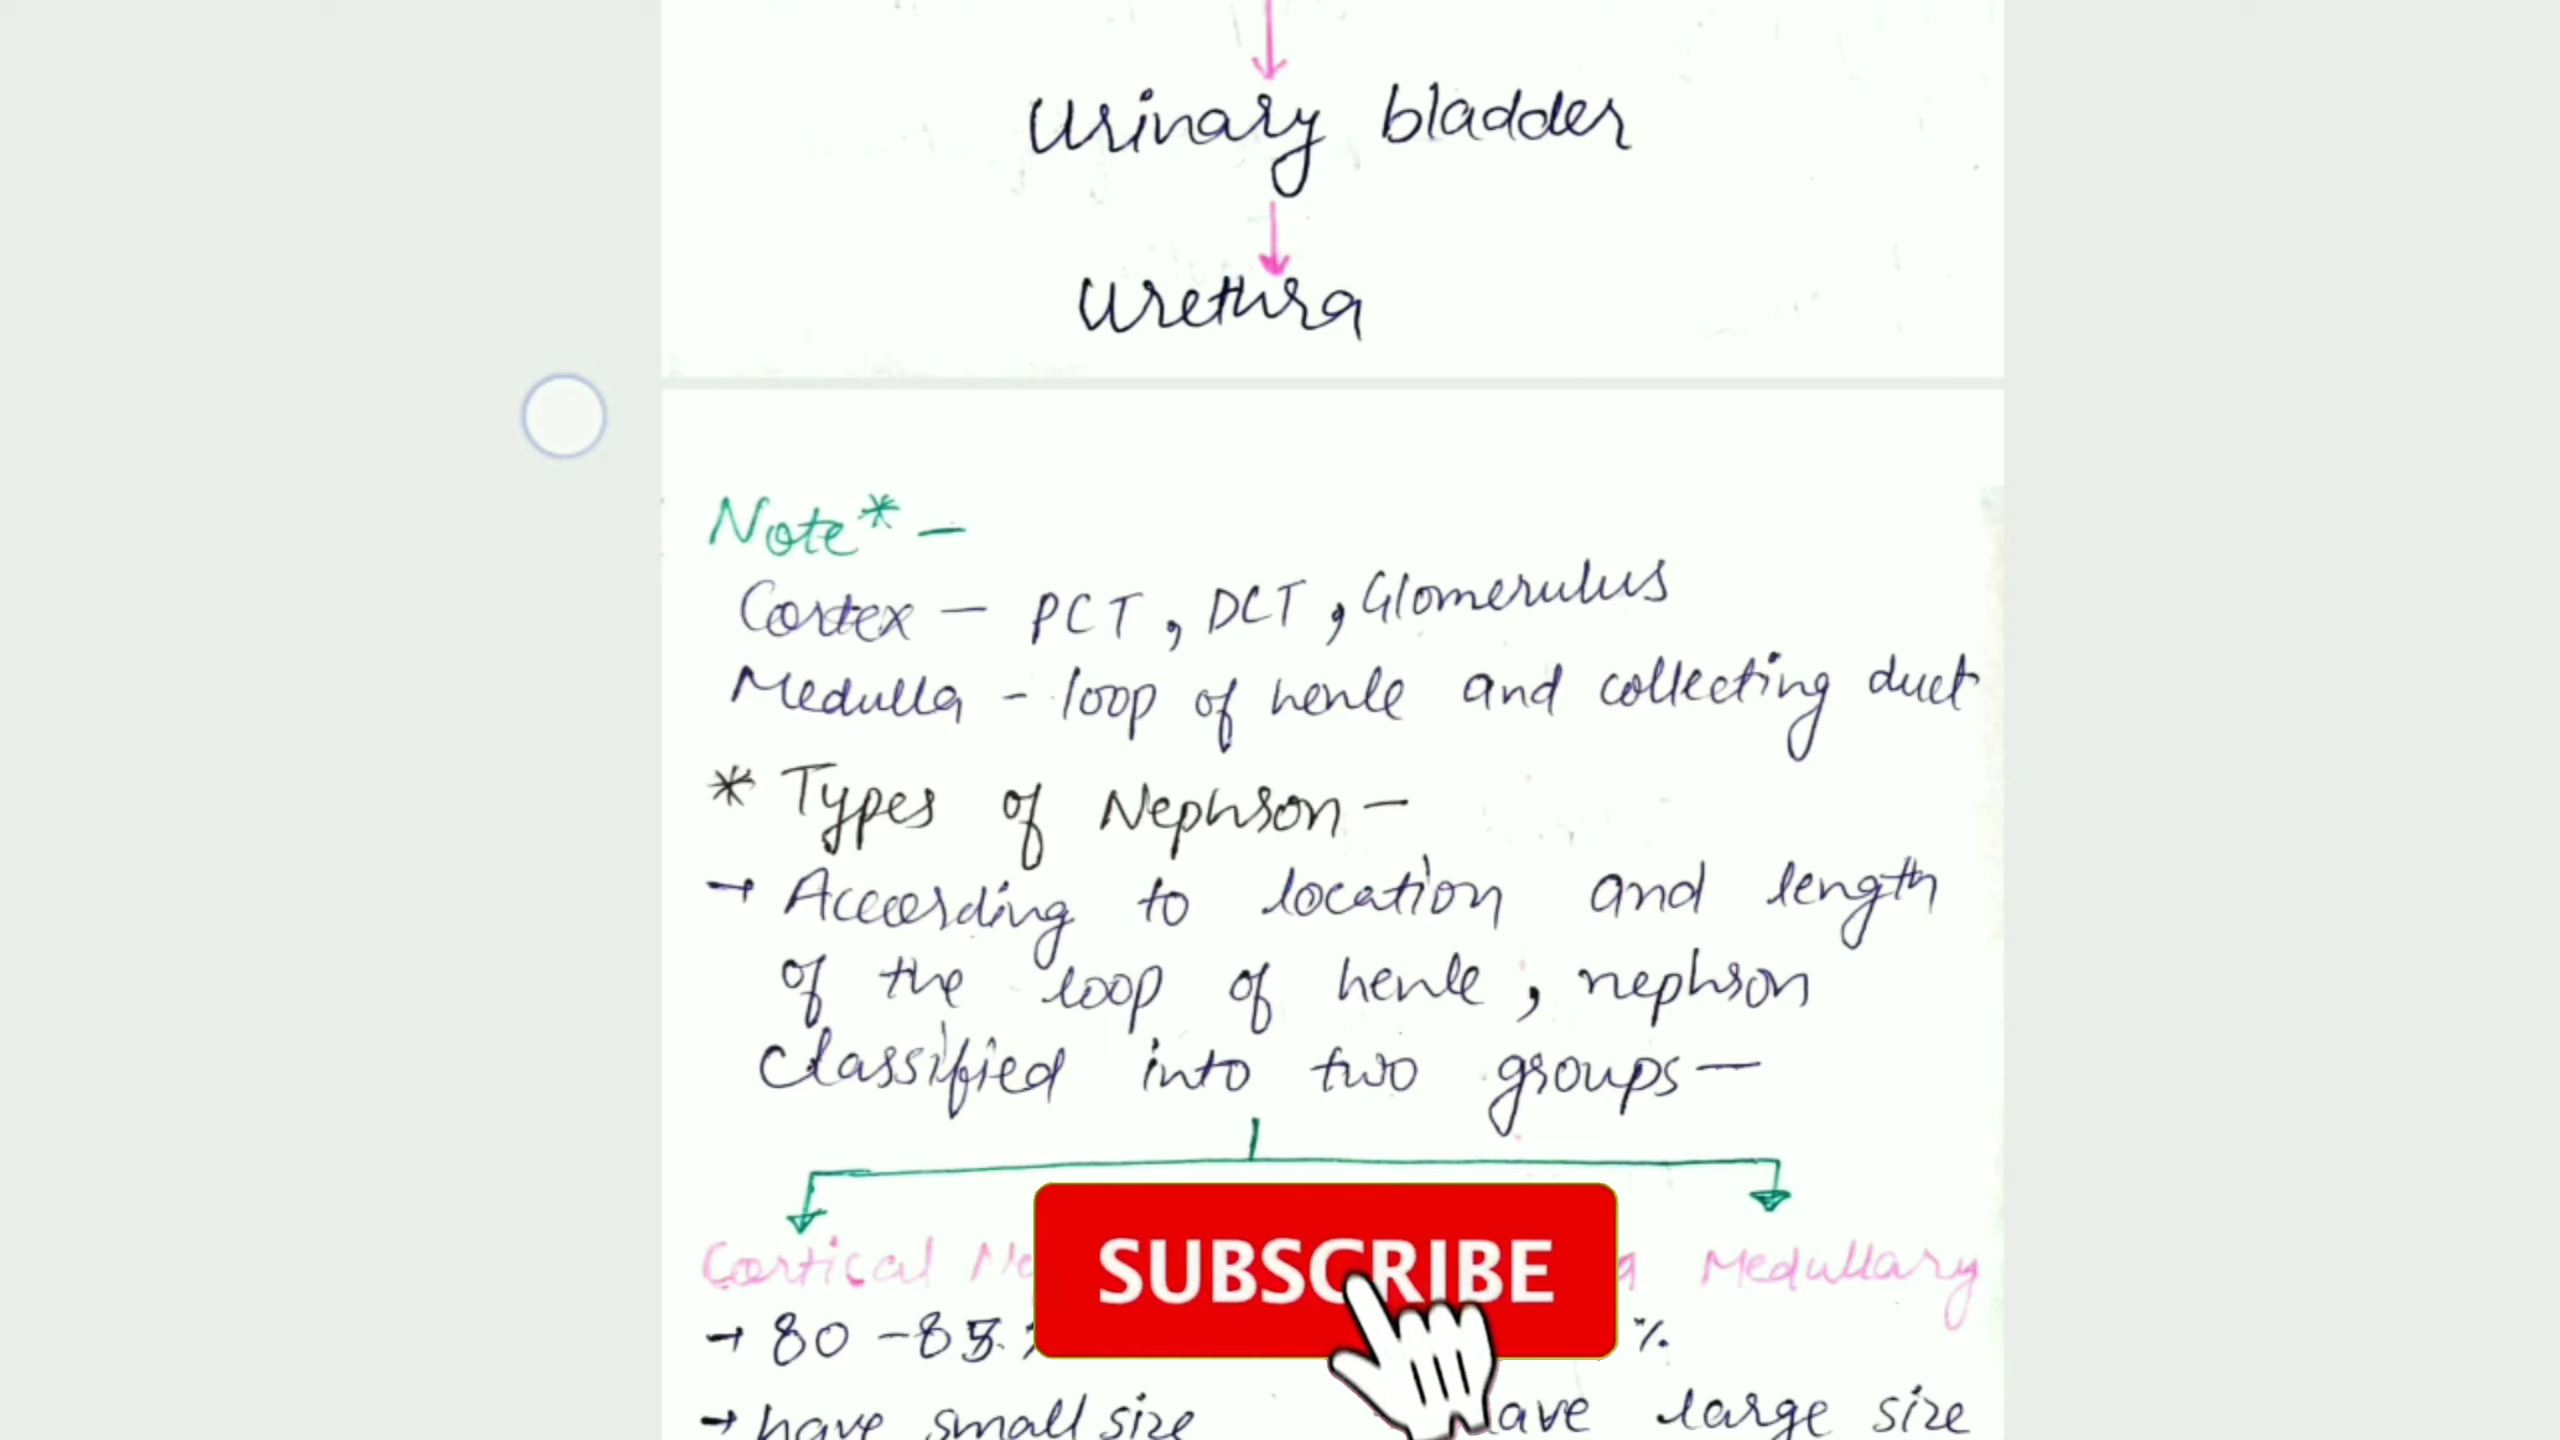 Urinary bladder
Urethra
Note* -
Cortex - PCT, DCT, Glomerulus
Medulla - loop of henle and collecting duct
* Types of Nephron -
→ According to location and length
of the loop of henle, nephron
classified into two groups -
Cortical Medullary
SUBSCRIBE
→ 80 - 85 %
→ have small size have large size